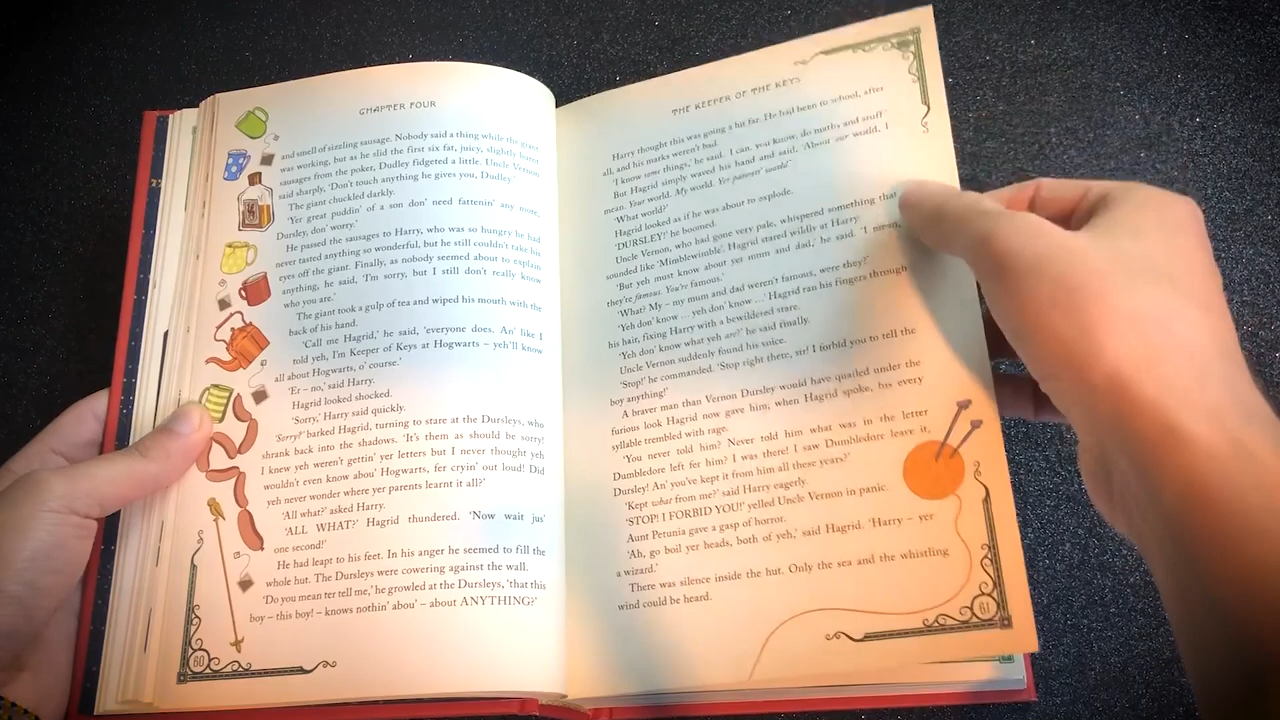 CHAPTER FOUR
and smell of sizzling sausage. Nobody said a thing while the giant
was working, but as he slid the first six fat, juicy, slightly burnt
sausages from the poker, Dudley fidgeted a little. Uncle Vernon
said sharply, ‘Don’t touch anything he gives you, Dudley.’
The giant chuckled darkly.
‘Yer great puddin’ of a son don’ need fattenin’ any more,
Dursley, don’ worry.’
He passed the sausages to Harry, who was so hungry he had
never tasted anything so wonderful, but he still couldn’t take his
eyes off the giant. Finally, as nobody seemed about to explain
anything, he said, ‘I’m sorry, but I still don’t really know
who you are.’
The giant took a gulp of tea and wiped his mouth with the
back of his hand.
‘Call me Hagrid,’ he said, ‘everyone does. An’ like I
told yeh, I’m Keeper of Keys at Hogwarts – yeh’ll know
all about Hogwarts, o’ course.’
‘Er – no,’ said Harry.
Hagrid looked shocked.
‘Sorry,’ Harry said quickly.
‘Sorry?’ barked Hagrid, turning to stare at the Dursleys, who
shrank back into the shadows. ‘It’s them as should be sorry!
I knew yeh weren’t gettin’ yer letters but I never thought yeh
wouldn’t even know abou’ Hogwarts, fer cryin’ out loud! Did
yeh never wonder where yer parents learnt it all?’
‘All what?’ asked Harry.
‘ALL WHAT?’ Hagrid thundered. ‘Now wait jus’
one second!’
He had leapt to his feet. In his anger he seemed to fill the
whole hut. The Dursleys were cowering against the wall.
‘Do you mean ter tell me,’ he growled at the Dursleys, ‘that this
boy – this boy! – knows nothin’ abou’ – about ANYTHING?’
60
THE KEEPER OF THE KEYS
Harry thought this was going a bit far. He had been to school, after
all, and his marks weren’t bad.
‘I know some things,’ he said. ‘I can, you know, do maths and stuff.’
But Hagrid simply waved his hand and said, ‘About our world, I
mean. Your world. My world. Yer parents’ world.’
‘What world?’
Hagrid looked as if he was about to explode.
‘DURSLEY!’ he boomed.
Uncle Vernon, who had gone very pale, whispered something that
sounded like ‘Mimblewimble’. Hagrid stared wildly at Harry.
‘But yeh must know about yer mum and dad,’ he said. ‘I mean,
they’re famous. You’re famous.’
‘What? My – my mum and dad weren’t famous, were they?’
‘Yeh don’ know … yeh don’ know …’ Hagrid ran his fingers through
his hair, fixing Harry with a bewildered stare.
‘Yeh don’ know what yeh are?’ he said finally.
Uncle Vernon suddenly found his voice.
‘Stop!’ he commanded. ‘Stop right there, sir! I forbid you to tell the
boy anything!’
A braver man than Vernon Dursley would have quailed under the
furious look Hagrid now gave him; when Hagrid spoke, his every
syllable trembled with rage.
‘You never told him? Never told him what was in the letter
Dumbledore left fer him? I was there! I saw Dumbledore leave it,
Dursley! An’ you’ve kept it from him all these years?’
‘Kept what from me?’ said Harry eagerly.
‘STOP! I FORBID YOU!’ yelled Uncle Vernon in panic.
Aunt Petunia gave a gasp of horror.
‘Ah, go boil yer heads, both of yeh,’ said Hagrid. ‘Harry – yer
a wizard.’
There was silence inside the hut. Only the sea and the whistling
wind could be heard.
61